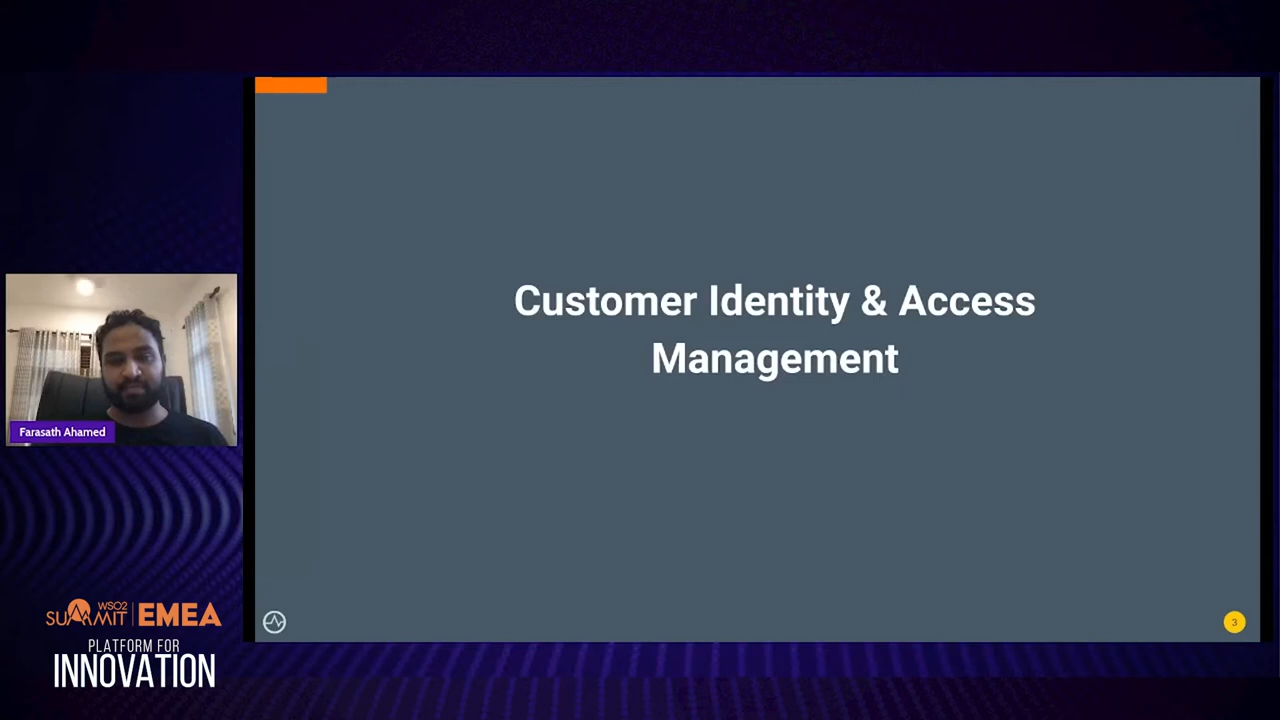 Customer Identity & Access
Management
Farasath Ahamed
WSO2
SUMMIT
EMEA
PLATFORM FOR
INNOVATION
3